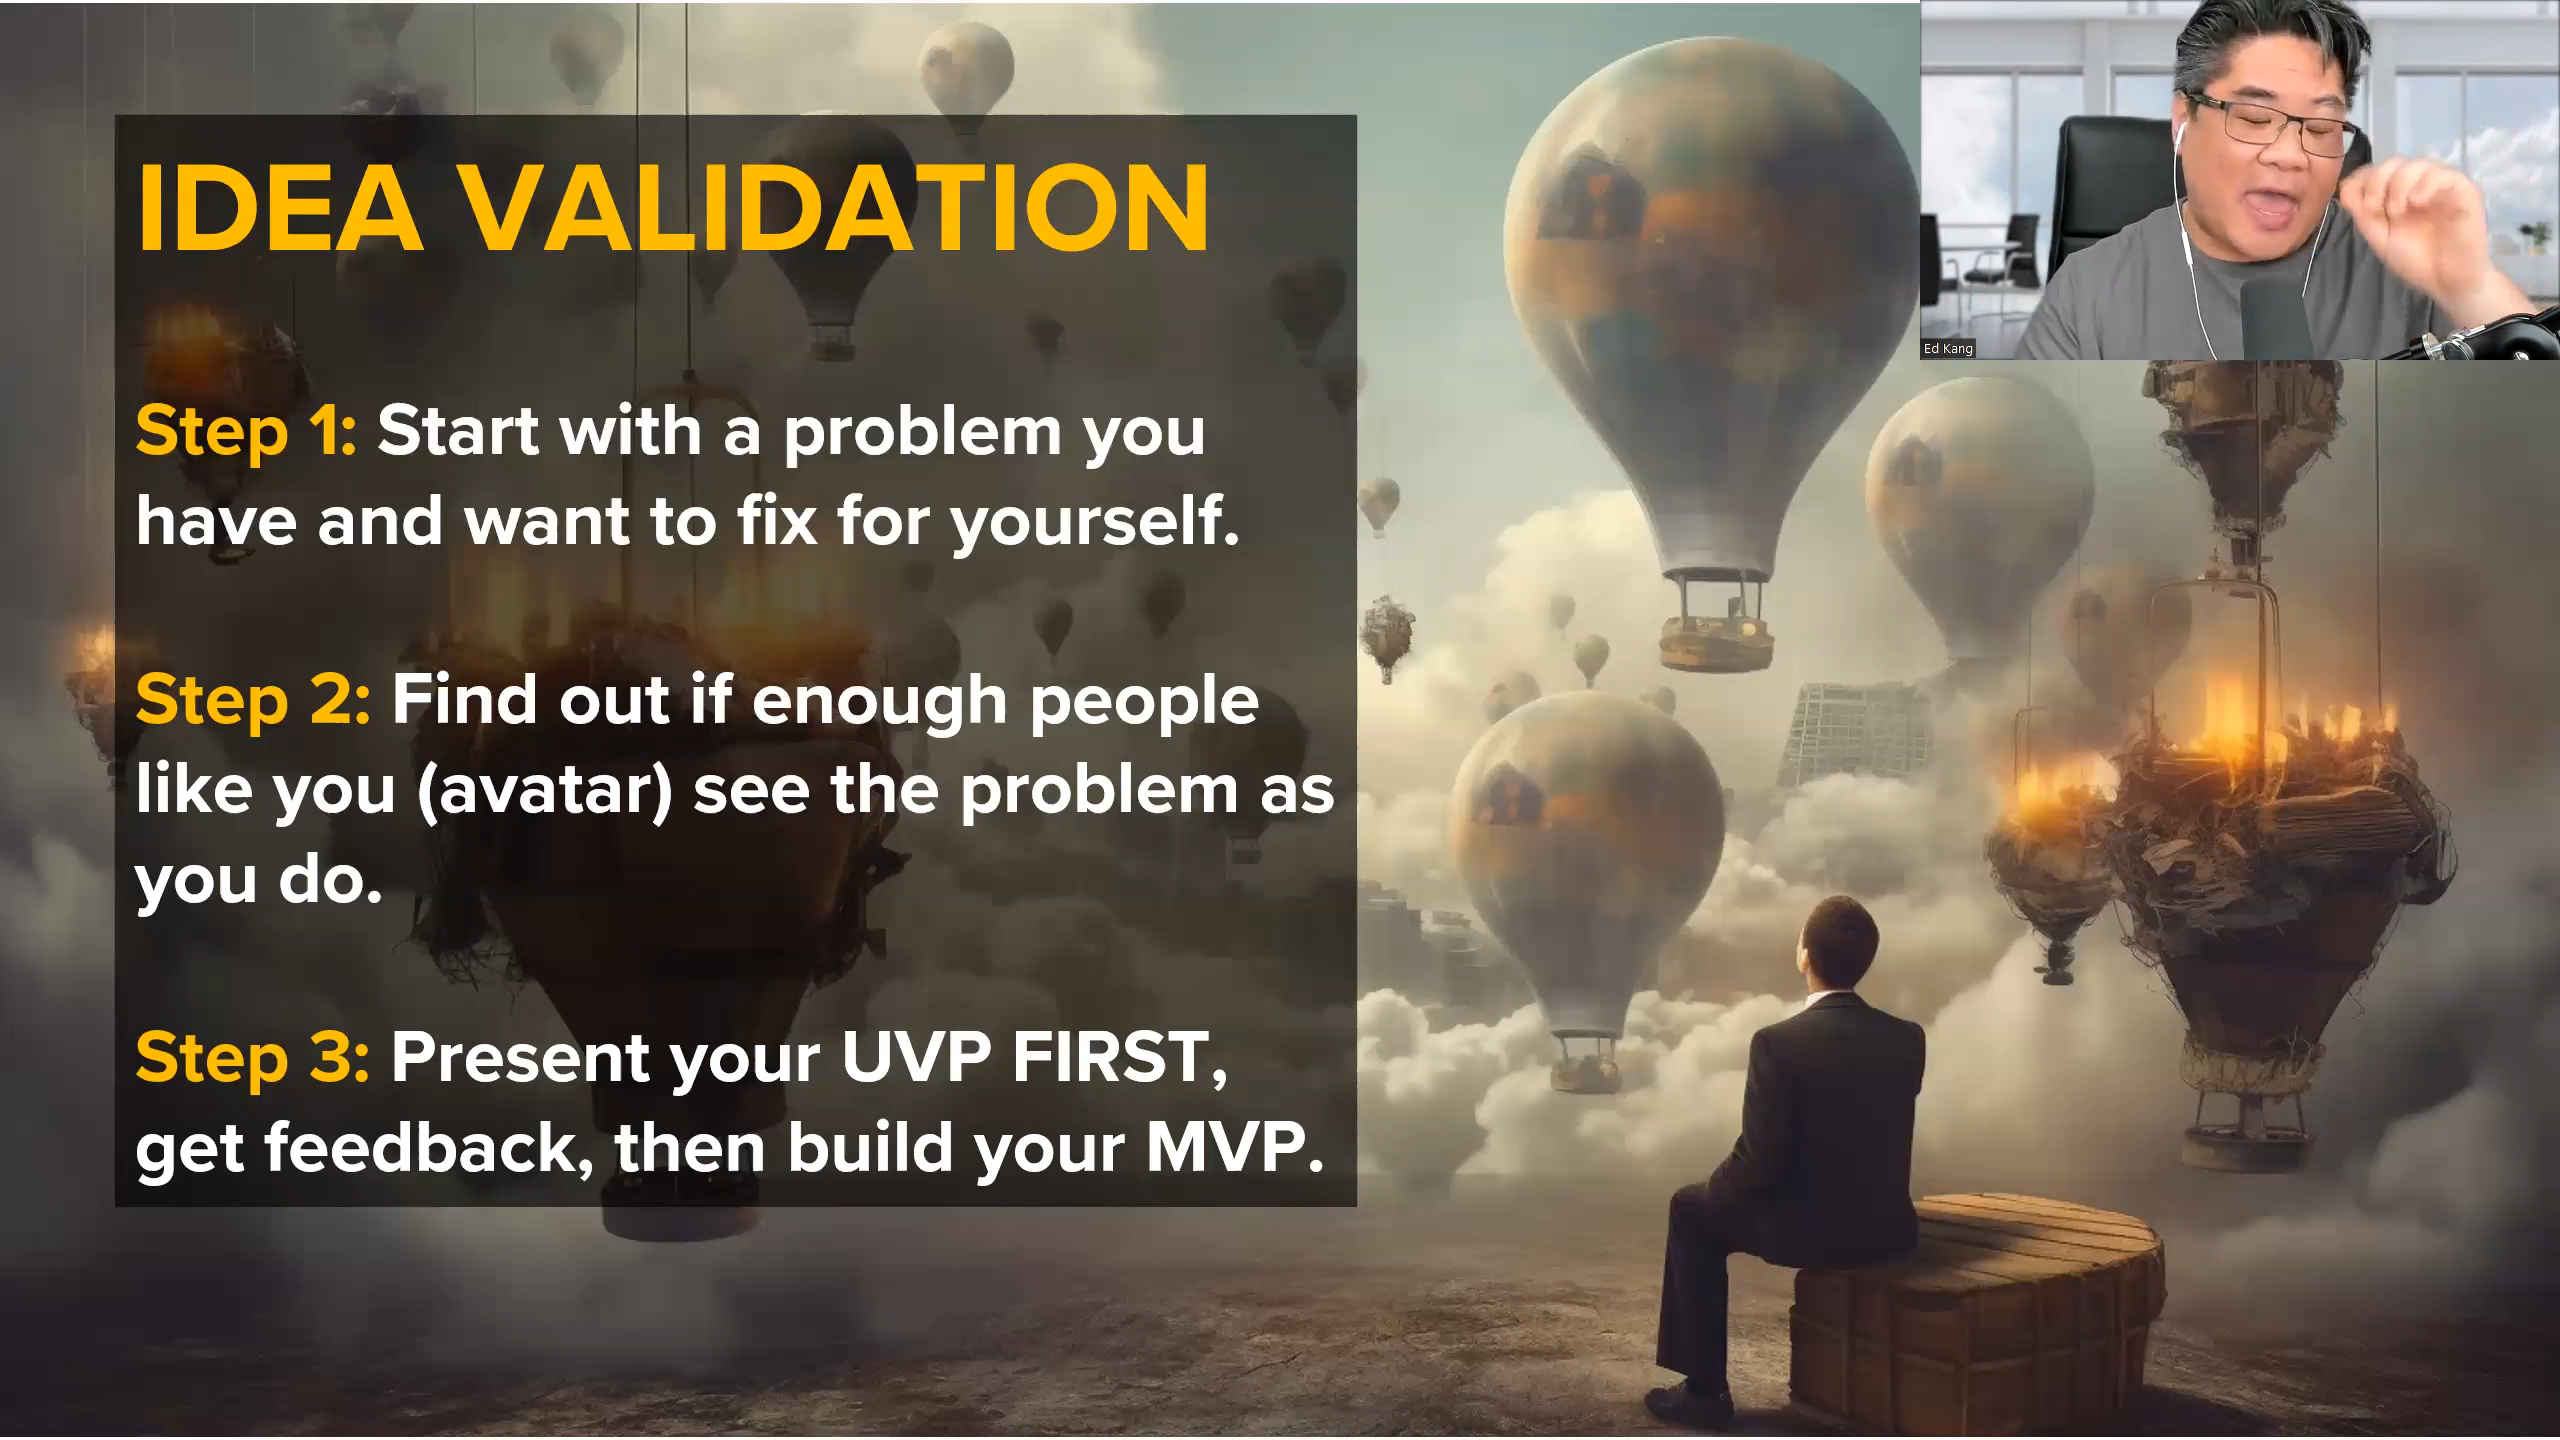 IDEA VALIDATION
Step 1: Start with a problem you
have and want to fix for yourself.
Step 2: Find out if enough people
like you (avatar) see the problem as
you do.
Step 3: Present your UVP FIRST,
get feedback, then build your MVP.
Ed Kang